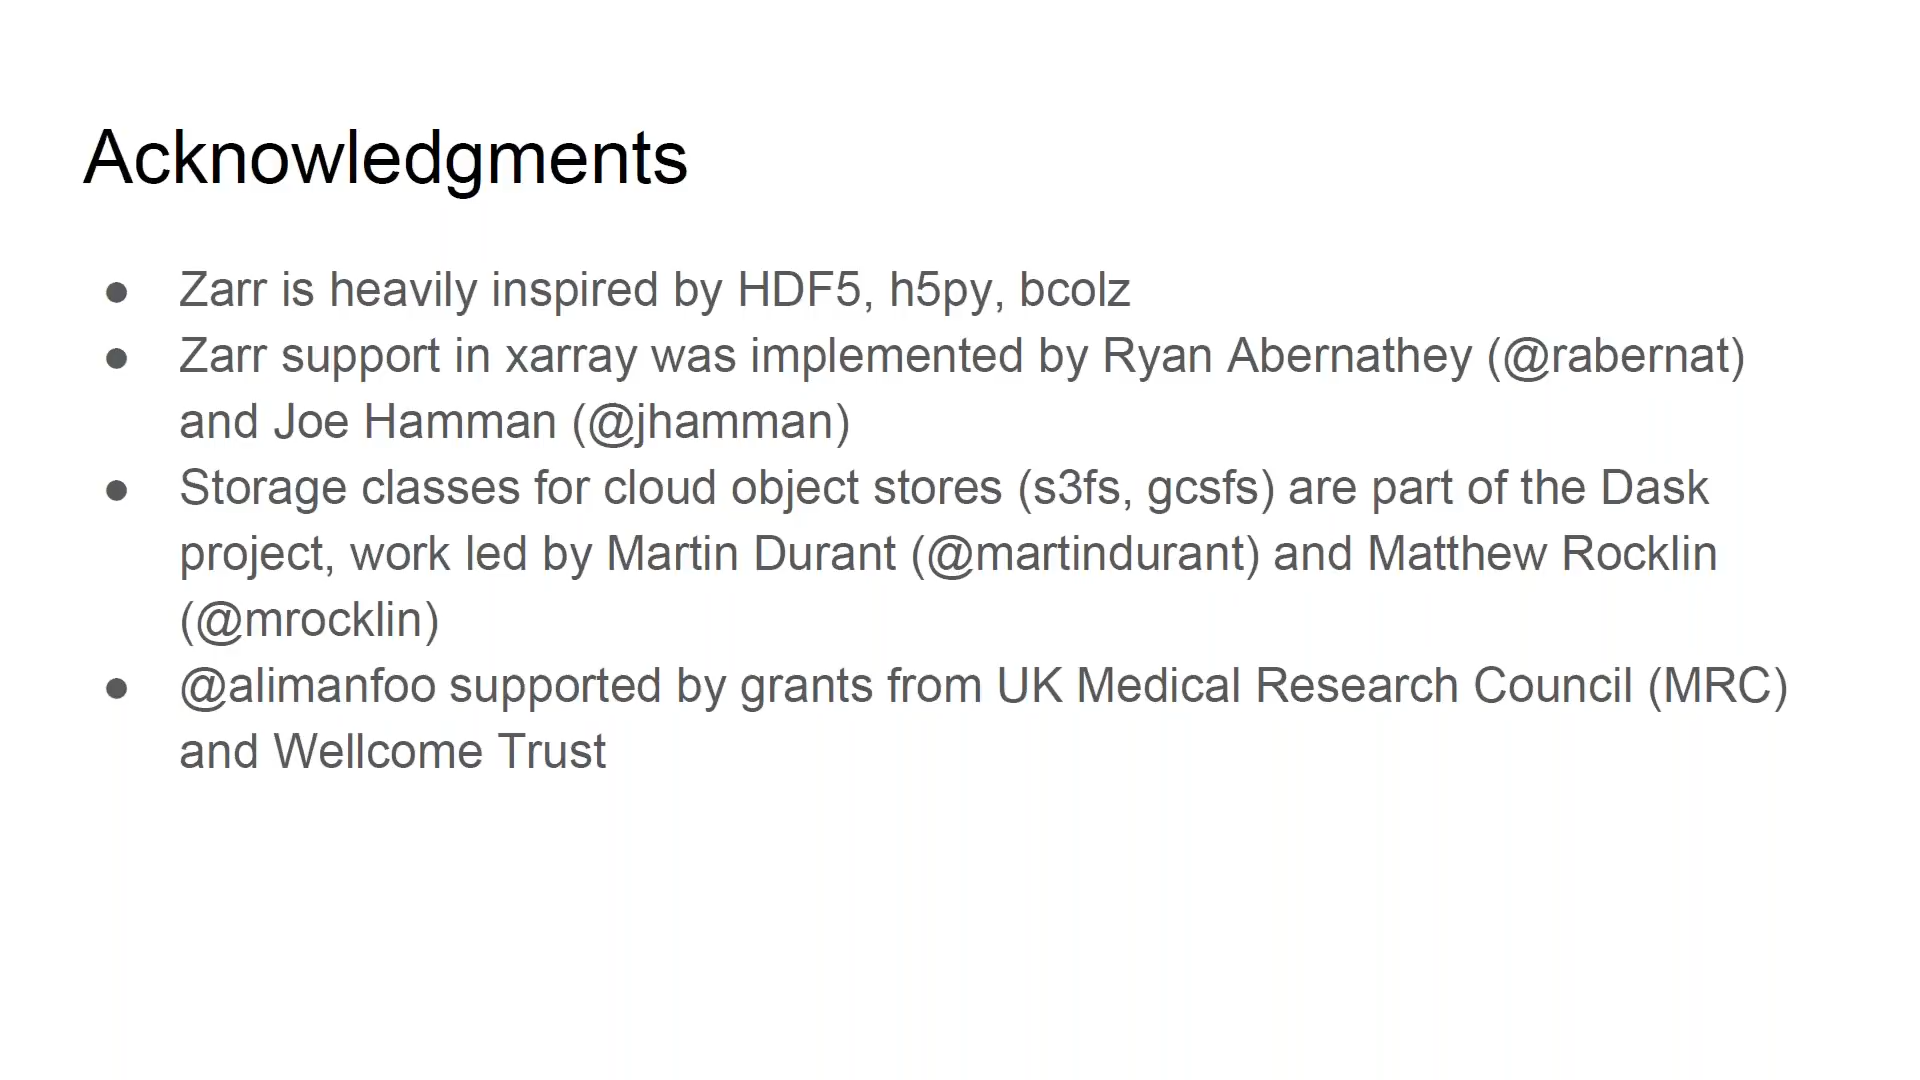 Acknowledgments
● Zarr is heavily inspired by HDF5, h5py, bcolz
● Zarr support in xarray was implemented by Ryan Abernathey (@rabernat)
and Joe Hamman (@jhamman)
● Storage classes for cloud object stores (s3fs, gcsfs) are part of the Dask
project, work led by Martin Durant (@martindurant) and Matthew Rocklin
(@mrocklin)
● @alimanfoo supported by grants from UK Medical Research Council (MRC)
and Wellcome Trust